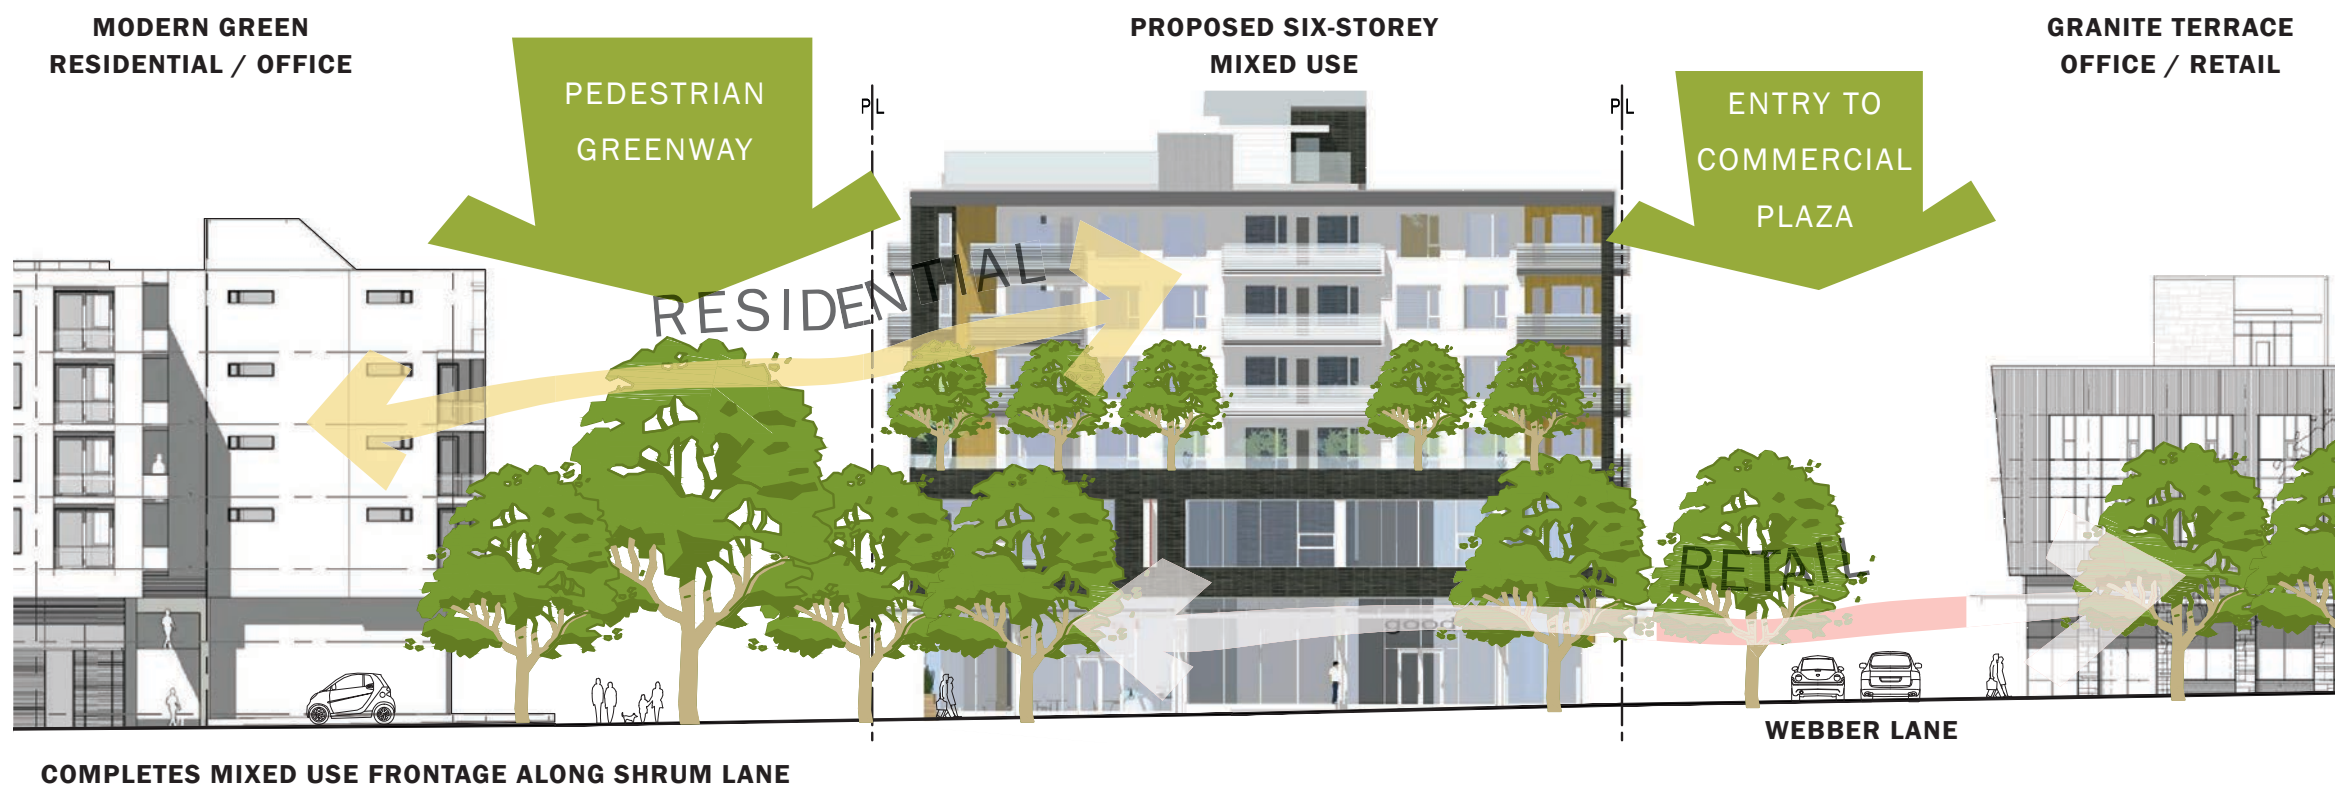 MODERN GREEN
RESIDENTIAL / OFFICE
PEDESTRIAN
GREENWAY
PL
PROPOSED SIX-STOREY
MIXED USE
PL
ENTRY TO
COMMERCIAL
PLAZA
GRANITE TERRACE
OFFICE / RETAIL
RESIDENTIAL
RETAIL
WEBBER LANE
COMPLETES MIXED USE FRONTAGE ALONG SHRUM LANE